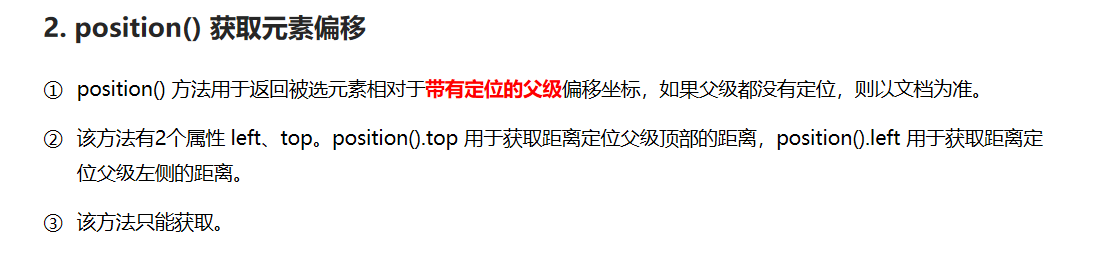 2. position() 获取元素偏移
① position() 方法用于返回被选元素相对于带有定位的父级偏移坐标，如果父级都没有定位，则以文档为准。
② 该方法有2个属性 left、top。position().top 用于获取距离定位父级顶部的距离，position().left 用于获取距离定
位父级左侧的距离。
③ 该方法只能获取。